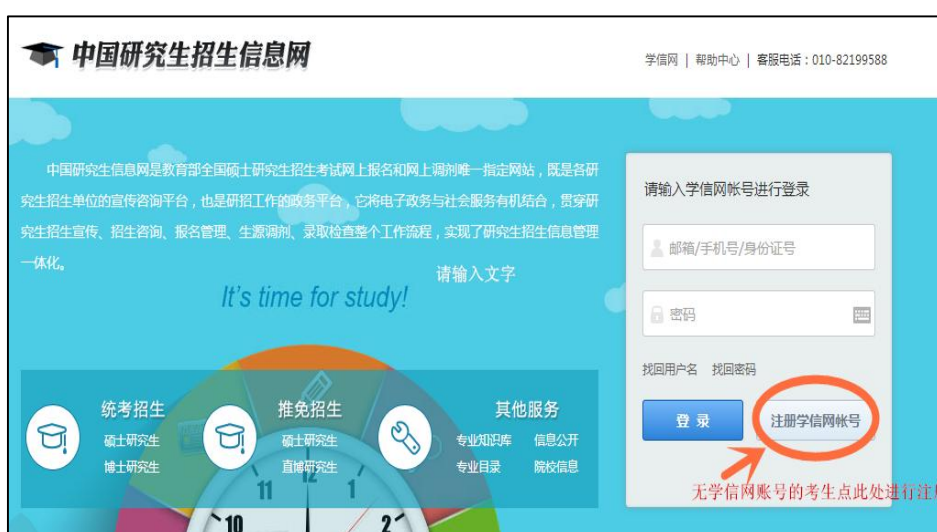 中国研究生招生信息网
学信网 | 帮助中心 | 客服电话：010-82199588
中国研究生信息网是教育部全国硕士研究生招生考试网上报名和网上调剂唯一指定网站，既是各研
究生招生单位的宣传咨询平台，也是研招工作的政务平台，它将电子政务与社会服务有机结合，贯穿研
究生招生宣传、招生咨询、报名管理、生源调剂、录取检查整个工作流程，实现了研究生招生信息管理
一体化。
请输入文字
It's time for study!
请输入学信网帐号进行登录
邮箱/手机号/身份证号
密码
找回用户名 找回密码
登录 注册学信网帐号
无学信网账号的考生点此处进行注
统考招生
硕士研究生
博士研究生
推免招生
硕士研究生
直博研究生
其他服务
专业知识库 信息公开
专业目录 院校信息
11 12 1
10 2